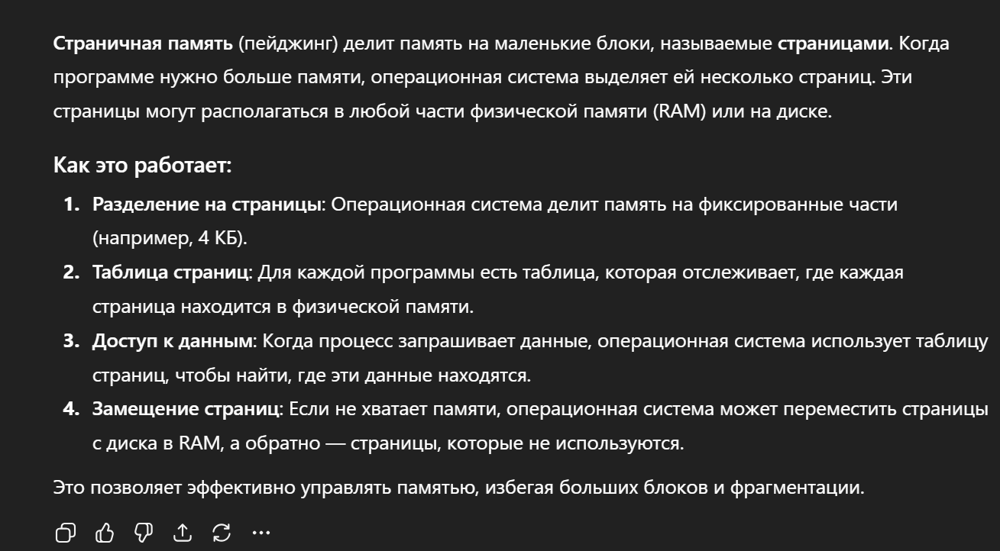 Страничная память (пейджинг) делит память на маленькие блоки, называемые страницами. Когда
программе нужно больше памяти, операционная система выделяет ей несколько страниц. Эти
страницы могут располагаться в любой части физической памяти (RAM) или на диске.
Как это работает:
1. Разделение на страницы: Операционная система делит память на фиксированные части
(например, 4 КБ).
2. Таблица страниц: Для каждой программы есть таблица, которая отслеживает, где каждая
страница находится в физической памяти.
3. Доступ к данным: Когда процесс запрашивает данные, операционная система использует таблицу
страниц, чтобы найти, где эти данные находятся.
4. Замещение страниц: Если не хватает памяти, операционная система может переместить страницы
с диска в RAM, а обратно — страницы, которые не используются.
Это позволяет эффективно управлять памятью, избегая больших блоков и фрагментации.